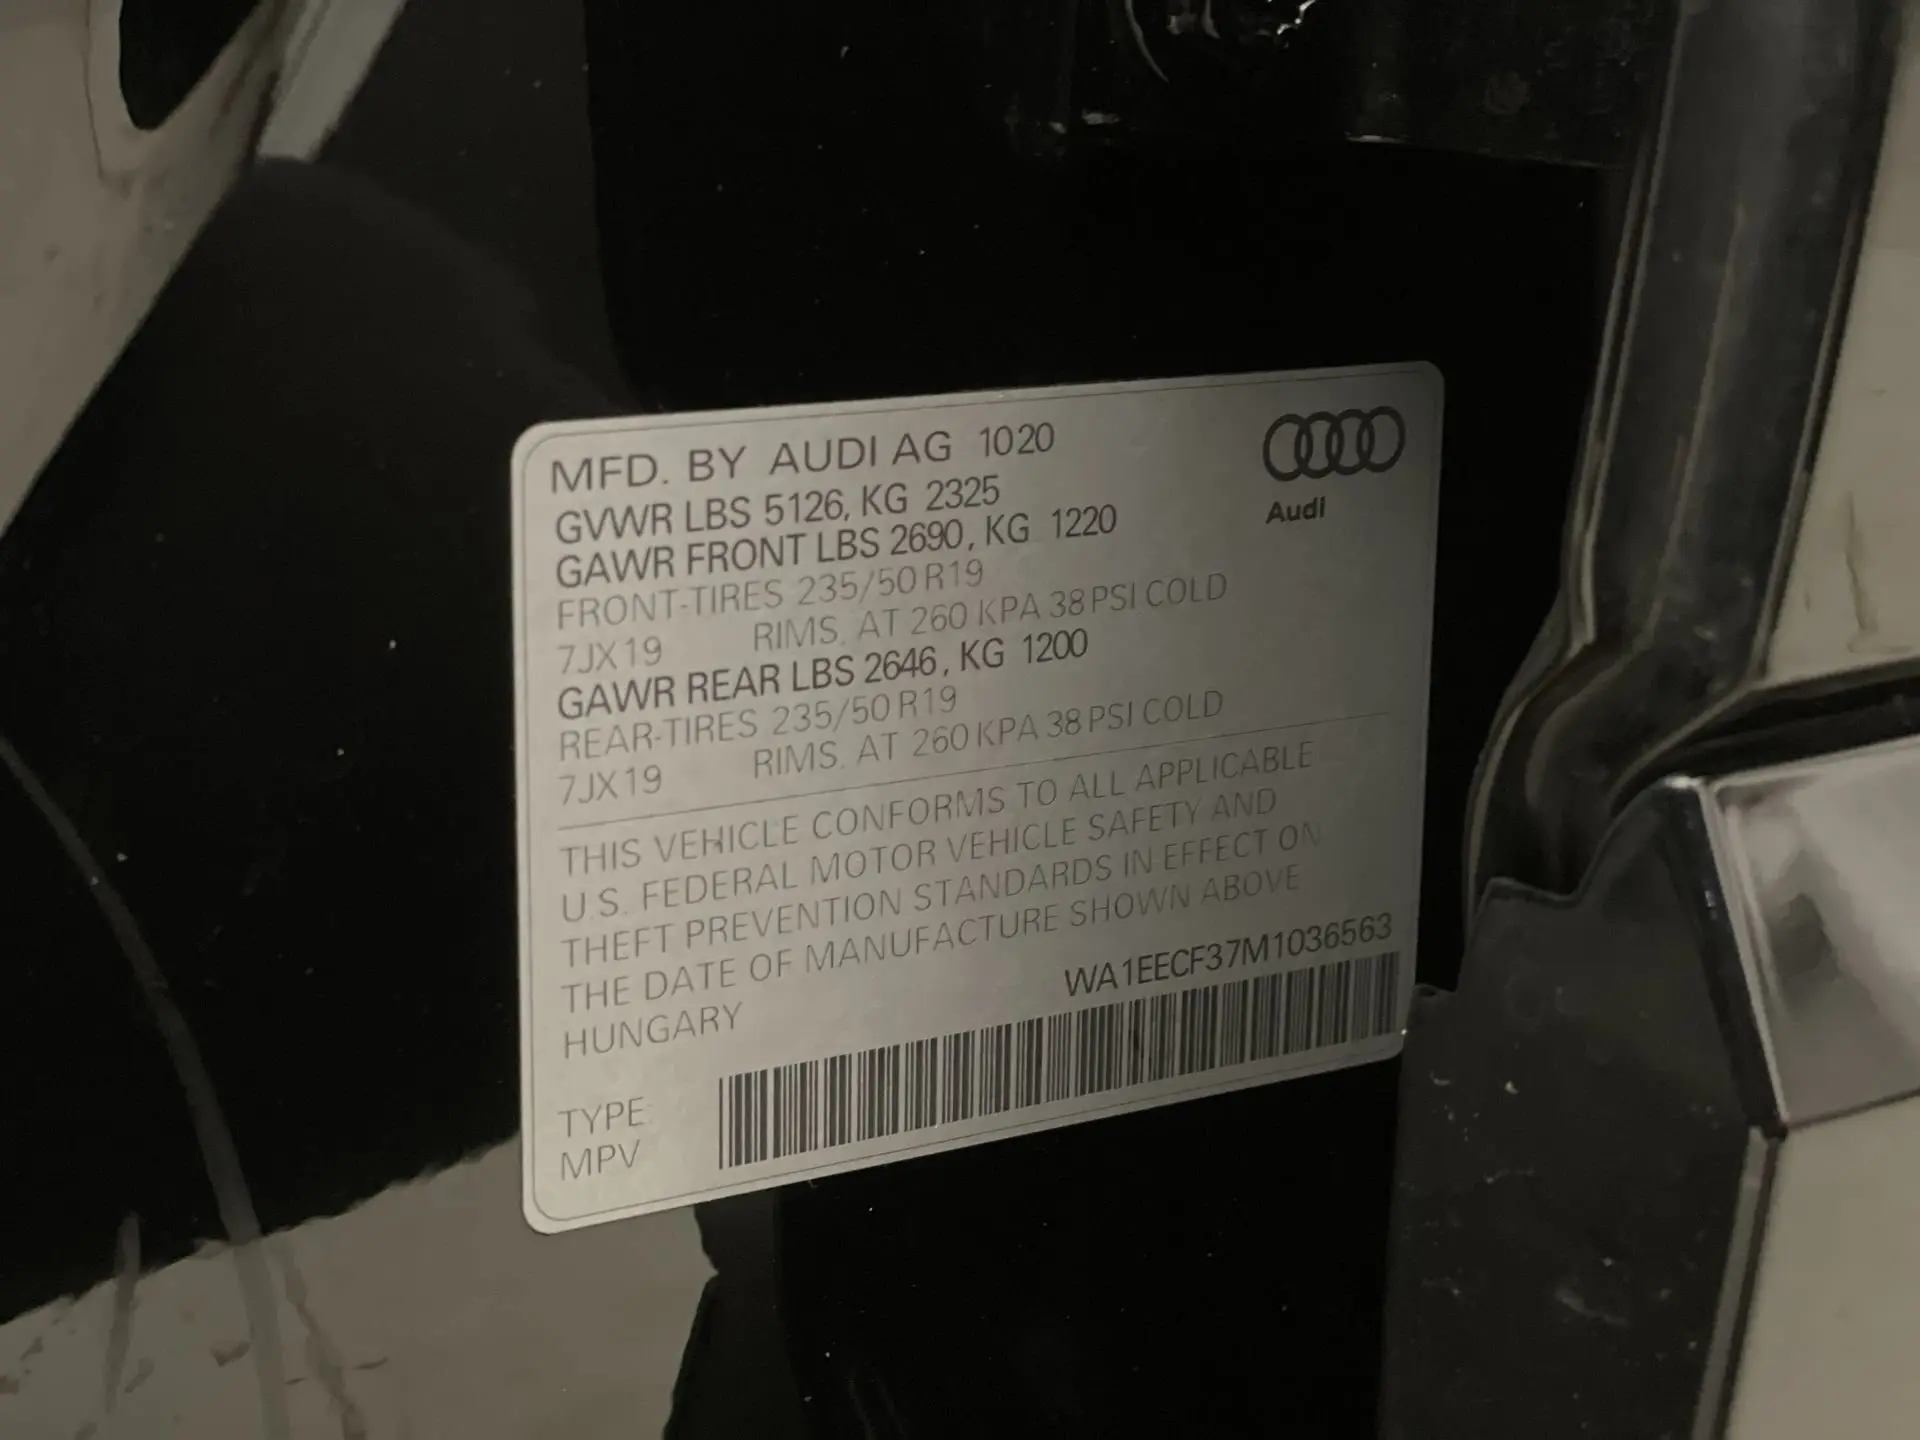 MFD. BY AUDI AG 1020
GVWR LBS 5126, KG 2325
GAWR FRONT LBS 2690, KG 1220
FRONT-TIRES 235/50 R19
7JX19 RIMS. AT 260 KPA 38 PSI COLD
GAWR REAR LBS 2646, KG 1200
REAR-TIRES 235/50 R19
7JX19 RIMS. AT 260 KPA 38 PSI COLD
Audi
THIS VEHICLE CONFORMS TO ALL APPLICABLE
U.S. FEDERAL MOTOR VEHICLE SAFETY AND
THEFT PREVENTION STANDARDS IN EFFECT ON
THE DATE OF MANUFACTURE SHOWN ABOVE
HUNGARY
WA1EECF37M1036563
TYPE:
MPV